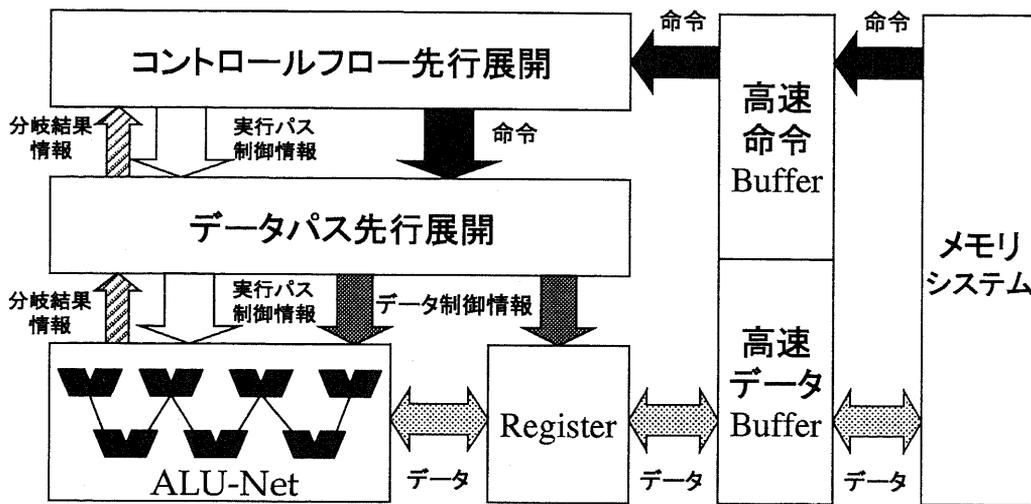 コントロールフロー先行展開
命令
命令
分岐結果
情報
実行パス
制御情報
命令
高速
命令
Buffer
データパス先行展開
メモリ
システム
分岐結果
情報
実行パス
制御情報
データ制御情報
高速
データ
Buffer
Register
ALU-Net
データ
データ
データ